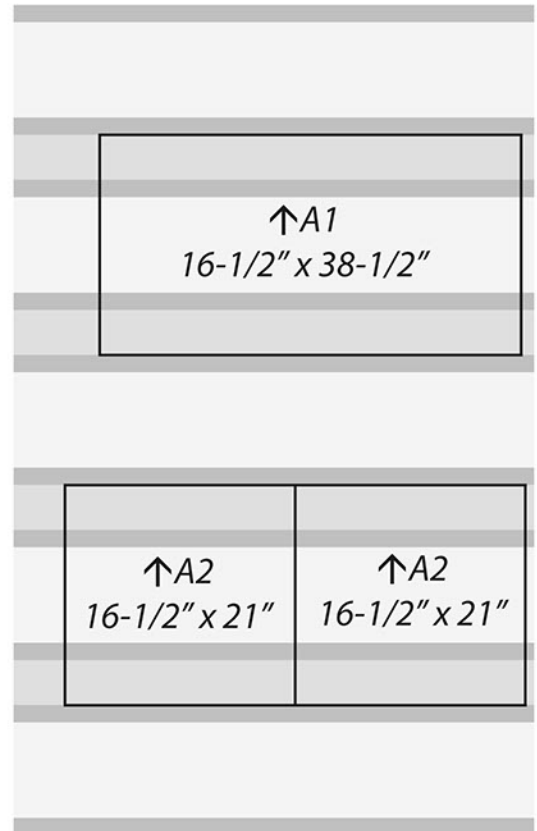 ↑A1
16-1/2" x 38-1/2"
↑A2
16-1/2" x 21"
↑A2
16-1/2" x 21"